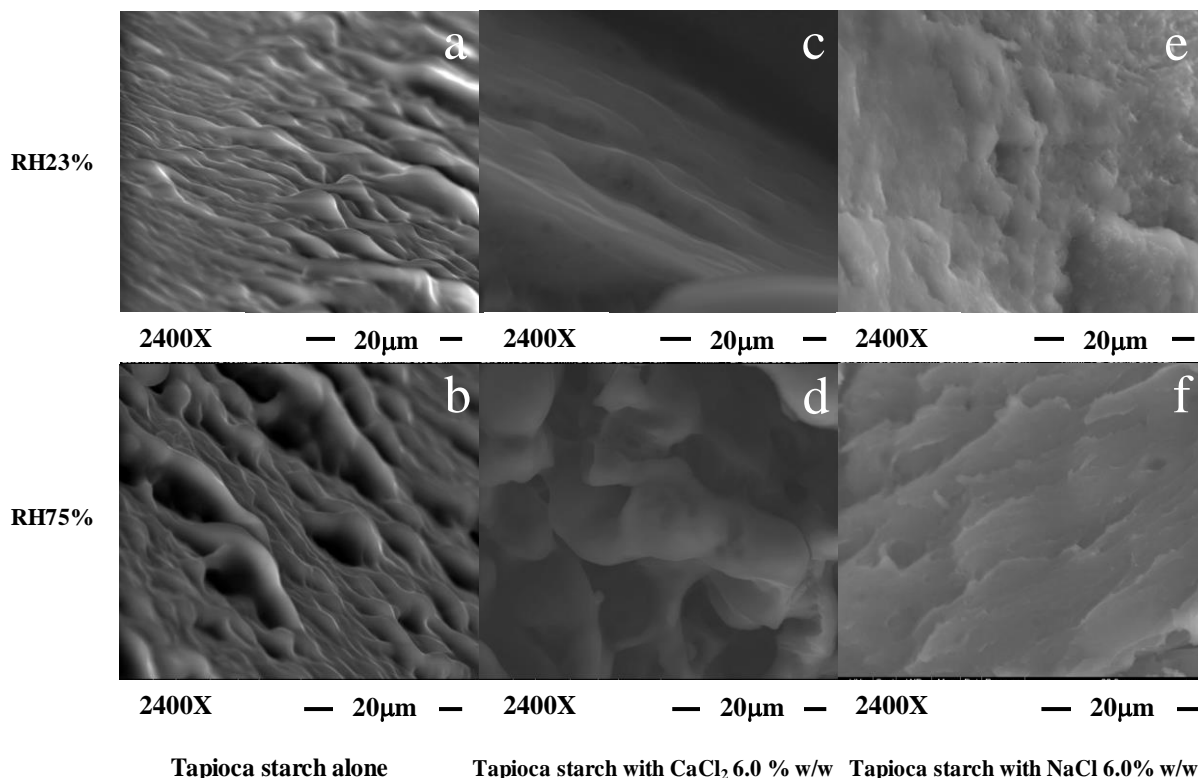 a c e
RH23%
2400X — 20µm — 2400X — 20µm — 2400X — 20µm —
b d f
RH75%
2400X — 20µm — 2400X — 20µm — 2400X — 20µm —
Tapioca starch alone Tapioca starch with CaCl₂ 6.0 % w/w Tapioca starch with NaCl 6.0% w/w